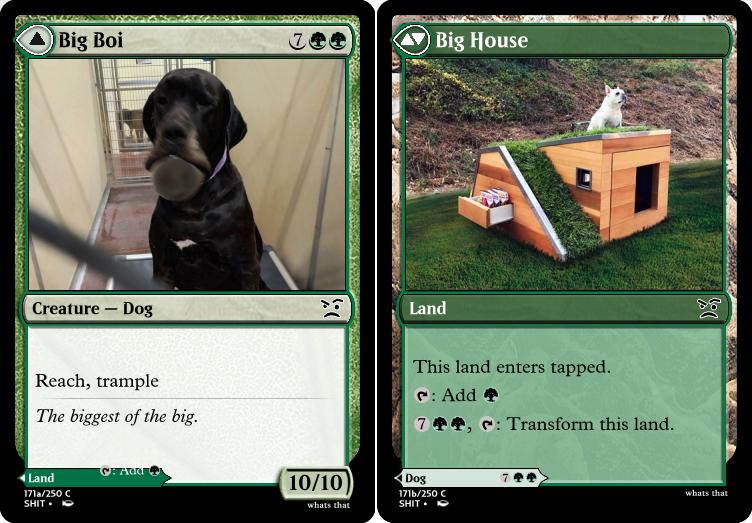 Big Boi 7
Creature — Dog
Reach, trample
The biggest of the big.
Land : Add
10/10
171a/250 C
SHIT •
whats that
Big House
Land
This land enters tapped.
: Add
7 , : Transform this land.
Dog 7
171b/250 C
SHIT •
whats that